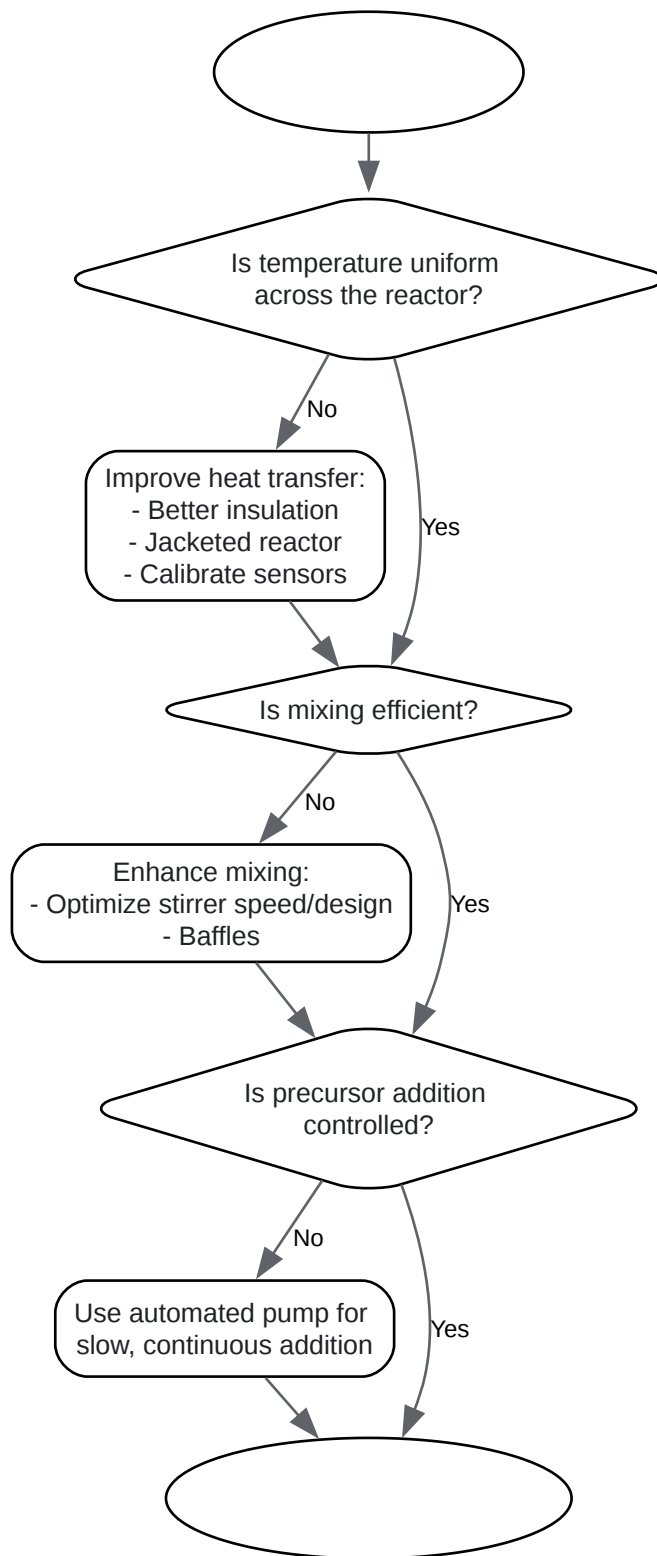 Is temperature uniform
across the reactor?
No
Improve heat transfer:
- Better insulation
- Jacketed reactor
- Calibrate sensors
Yes
Is mixing efficient?
No
Enhance mixing:
- Optimize stirrer speed/design
- Baffles
Yes
Is precursor addition
controlled?
No
Use automated pump for
slow, continuous addition
Yes